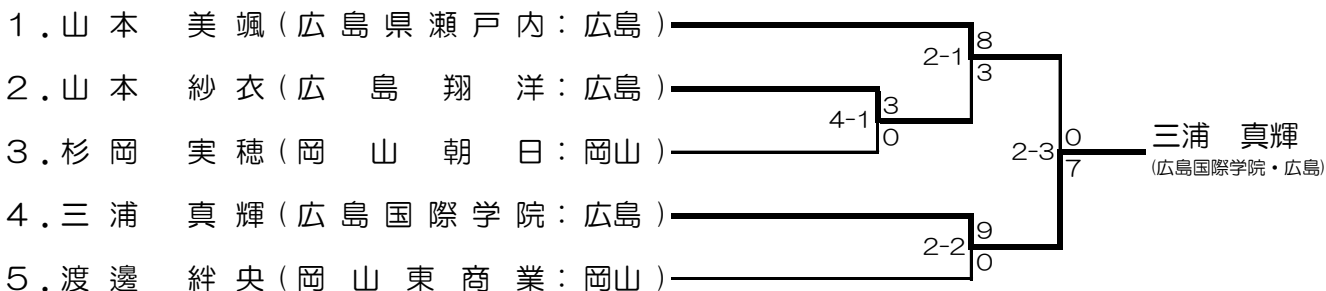 1．山本　美颯（広島県瀬戸内：広島）
8
2-1
3
2．山本　紗衣（広島翔洋：広島）
3
4-1
0
3．杉岡　実穂（岡山朝日：岡山）
0
2-3
7
三浦　真輝
(広島国際学院・広島)
4．三浦　真輝（広島国際学院：広島）
9
2-2
0
5．渡邊　絆央（岡山東商業：岡山）